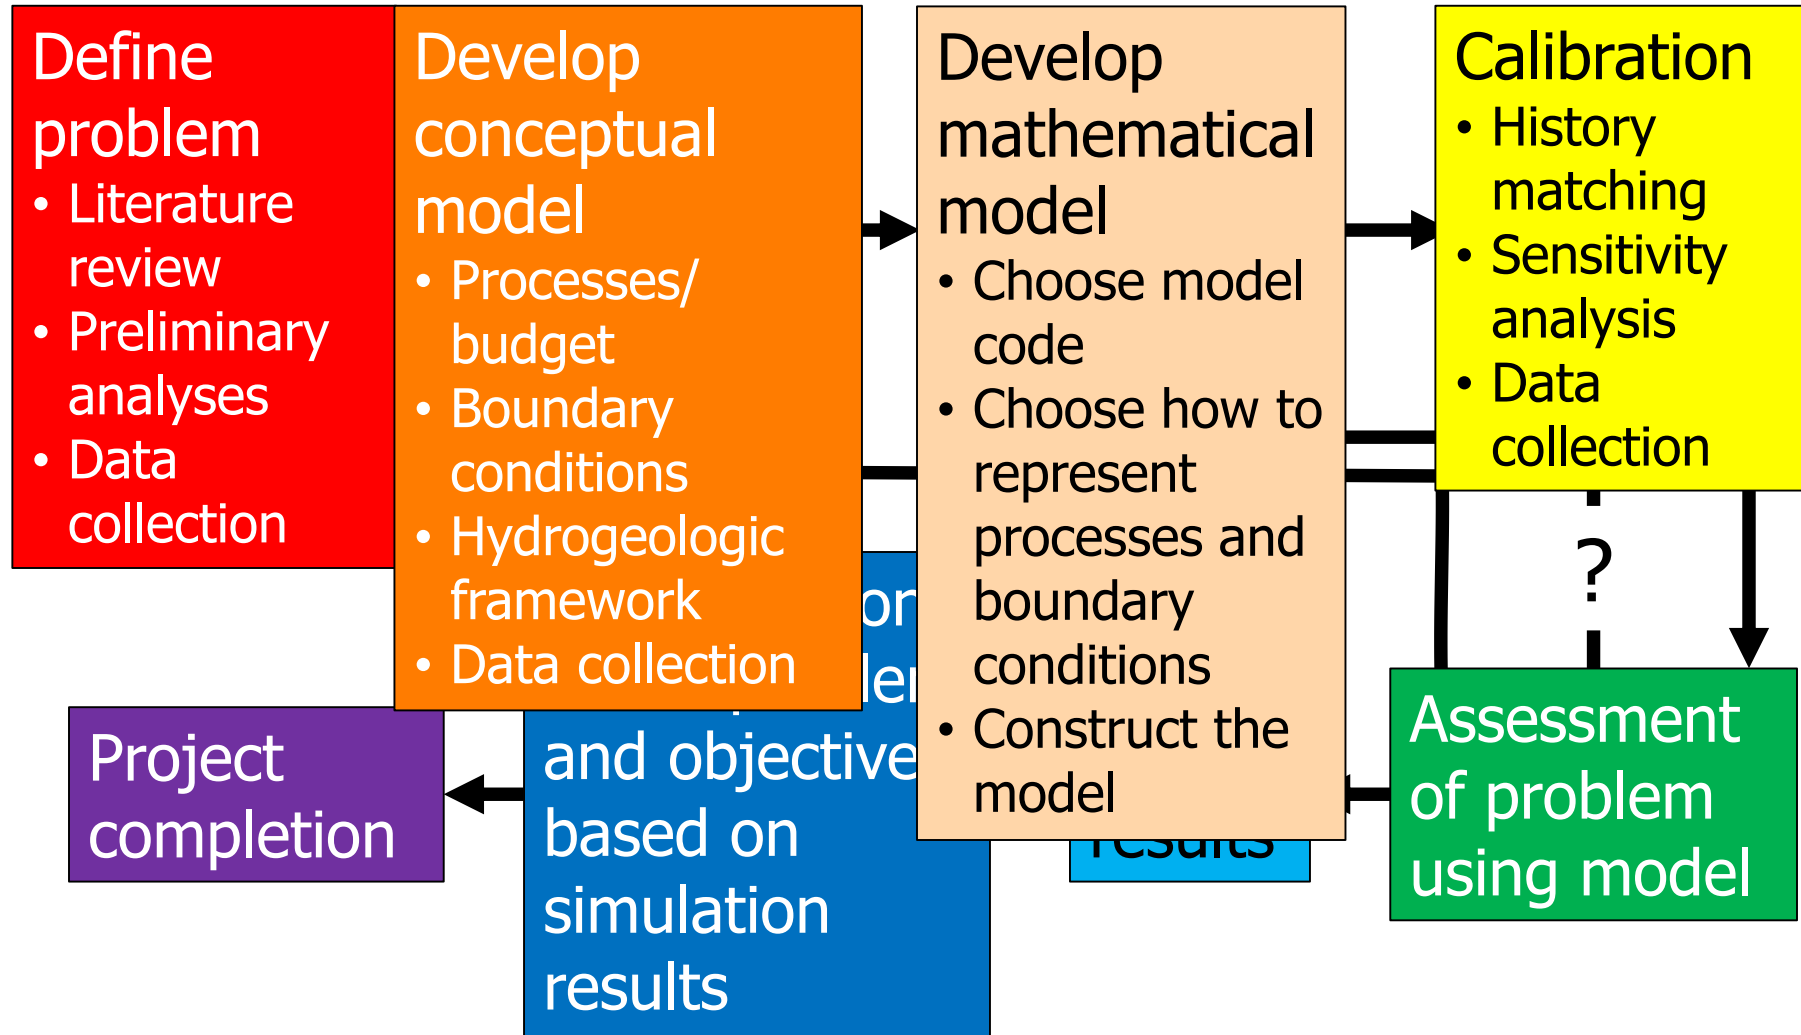 Define
problem
• Literature
review
• Preliminary
analyses
• Data
collection
Develop
conceptual
model
• Processes/
budget
• Boundary
conditions
• Hydrogeologic
framework
• Data collection
Develop
mathematical
model
• Choose model
code
• Choose how to
represent
processes and
boundary
conditions
• Construct the
model
Calibration
• History
matching
• Sensitivity
analysis
• Data
collection
?
Assessment
of problem
using model
results
and objective
based on
simulation
results
Project
completion